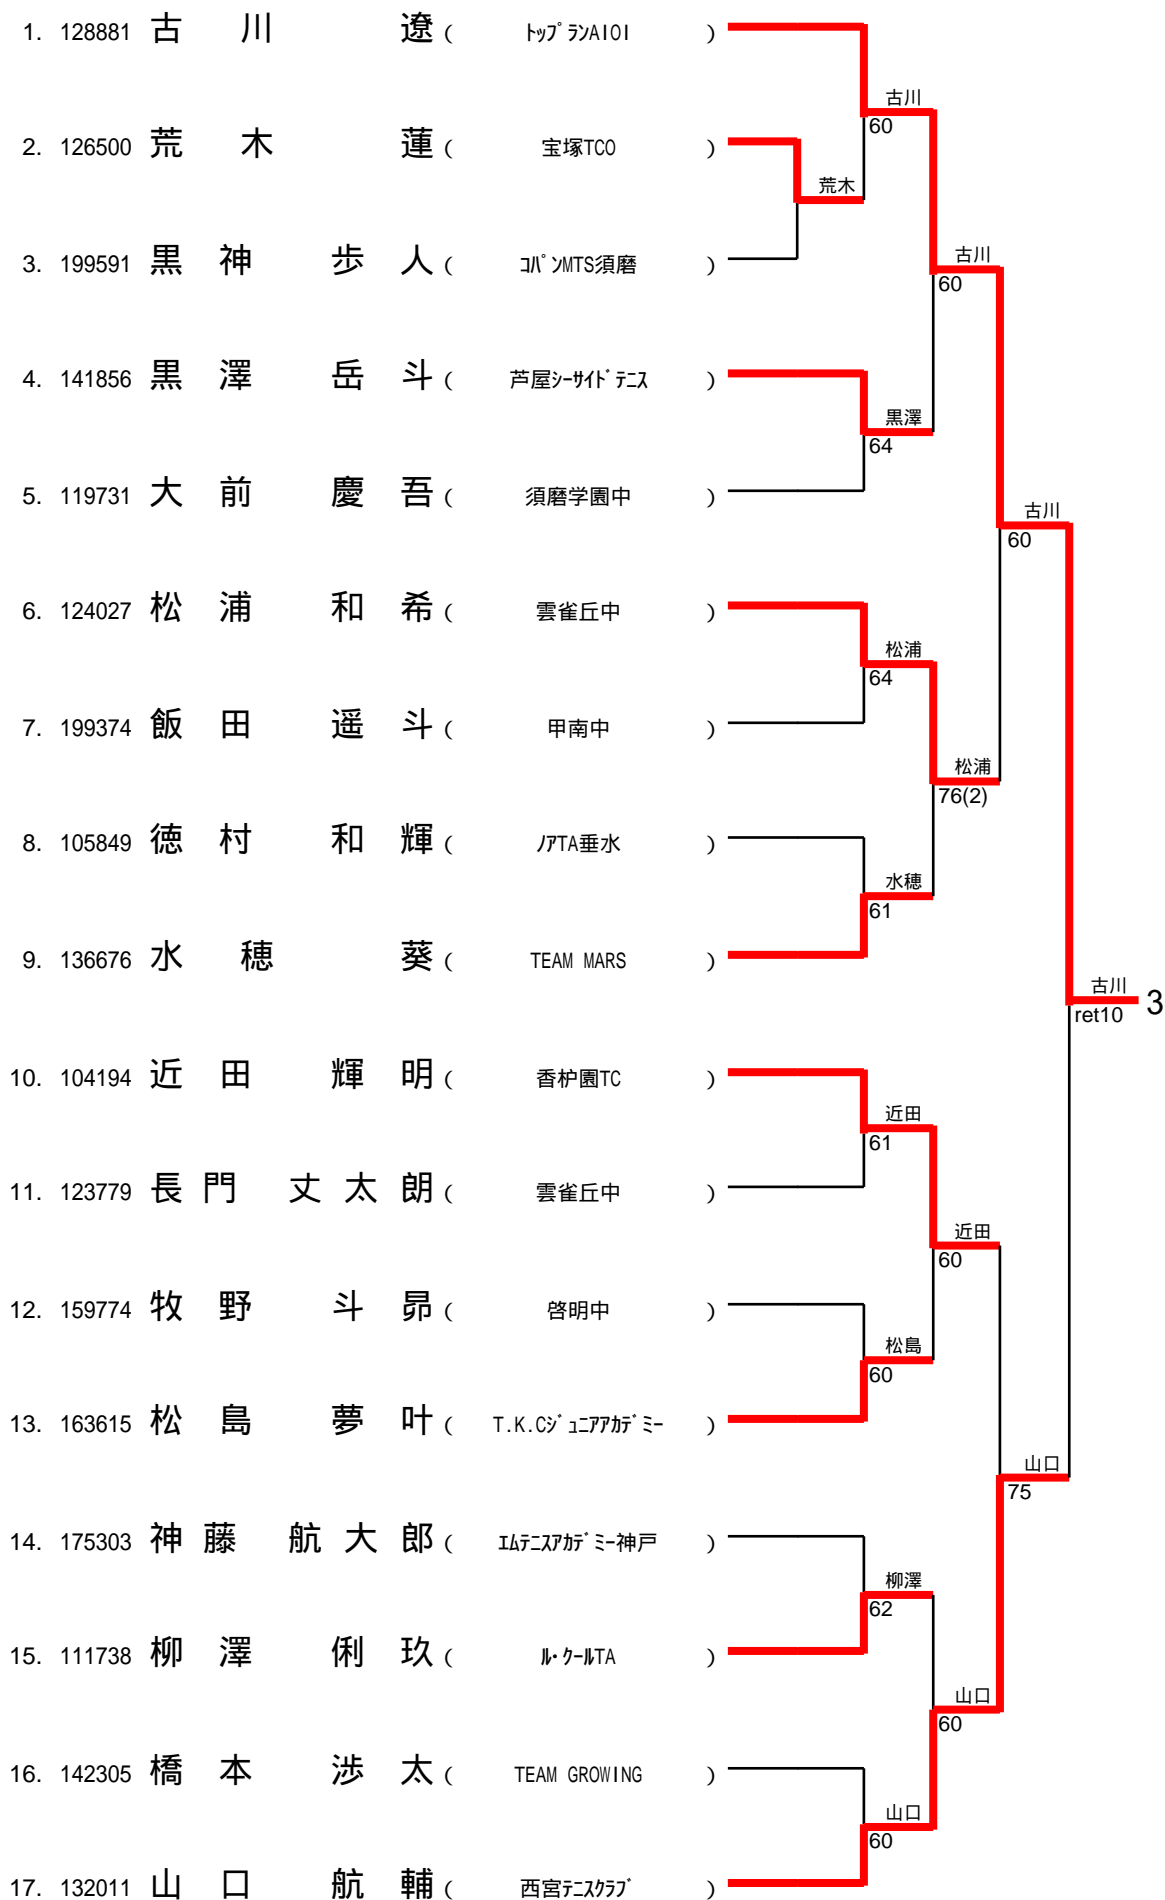 1. 128881 古川 遼 ( トップランAIOI )
古川
60
2. 126500 荒木 蓮 ( 宝塚TCO )
荒木
3. 199591 黒神 歩人 ( コパンMTS須磨 )
古川
60
4. 141856 黒澤 岳斗 ( 芦屋シーサイドテニス )
黒澤
64
5. 119731 大前 慶吾 ( 須磨学園中 )
古川
60
6. 124027 松浦 和希 ( 雲雀丘中 )
松浦
64
7. 199374 飯田 遥斗 ( 甲南中 )
松浦
76(2)
8. 105849 徳村 和輝 ( ノアTA垂水 )
水穂
61
9. 136676 水穂 葵 ( TEAM MARS )
古川
ret10
3
10. 104194 近田 輝明 ( 香枦園TC )
近田
61
11. 123779 長門 丈太朗 ( 雲雀丘中 )
近田
60
12. 159774 牧野 斗昴 ( 啓明中 )
松島
60
13. 163615 松島 夢叶 ( T.K.Cジュニアアカデミー )
山口
75
14. 175303 神藤 航大郎 ( エムテニスアカデミー神戸 )
柳澤
62
15. 111738 柳澤 俐玖 ( ル・クールTA )
山口
60
16. 142305 橋本 渉太 ( TEAM GROWING )
山口
60
17. 132011 山口 航輔 ( 西宮テニスクラブ )